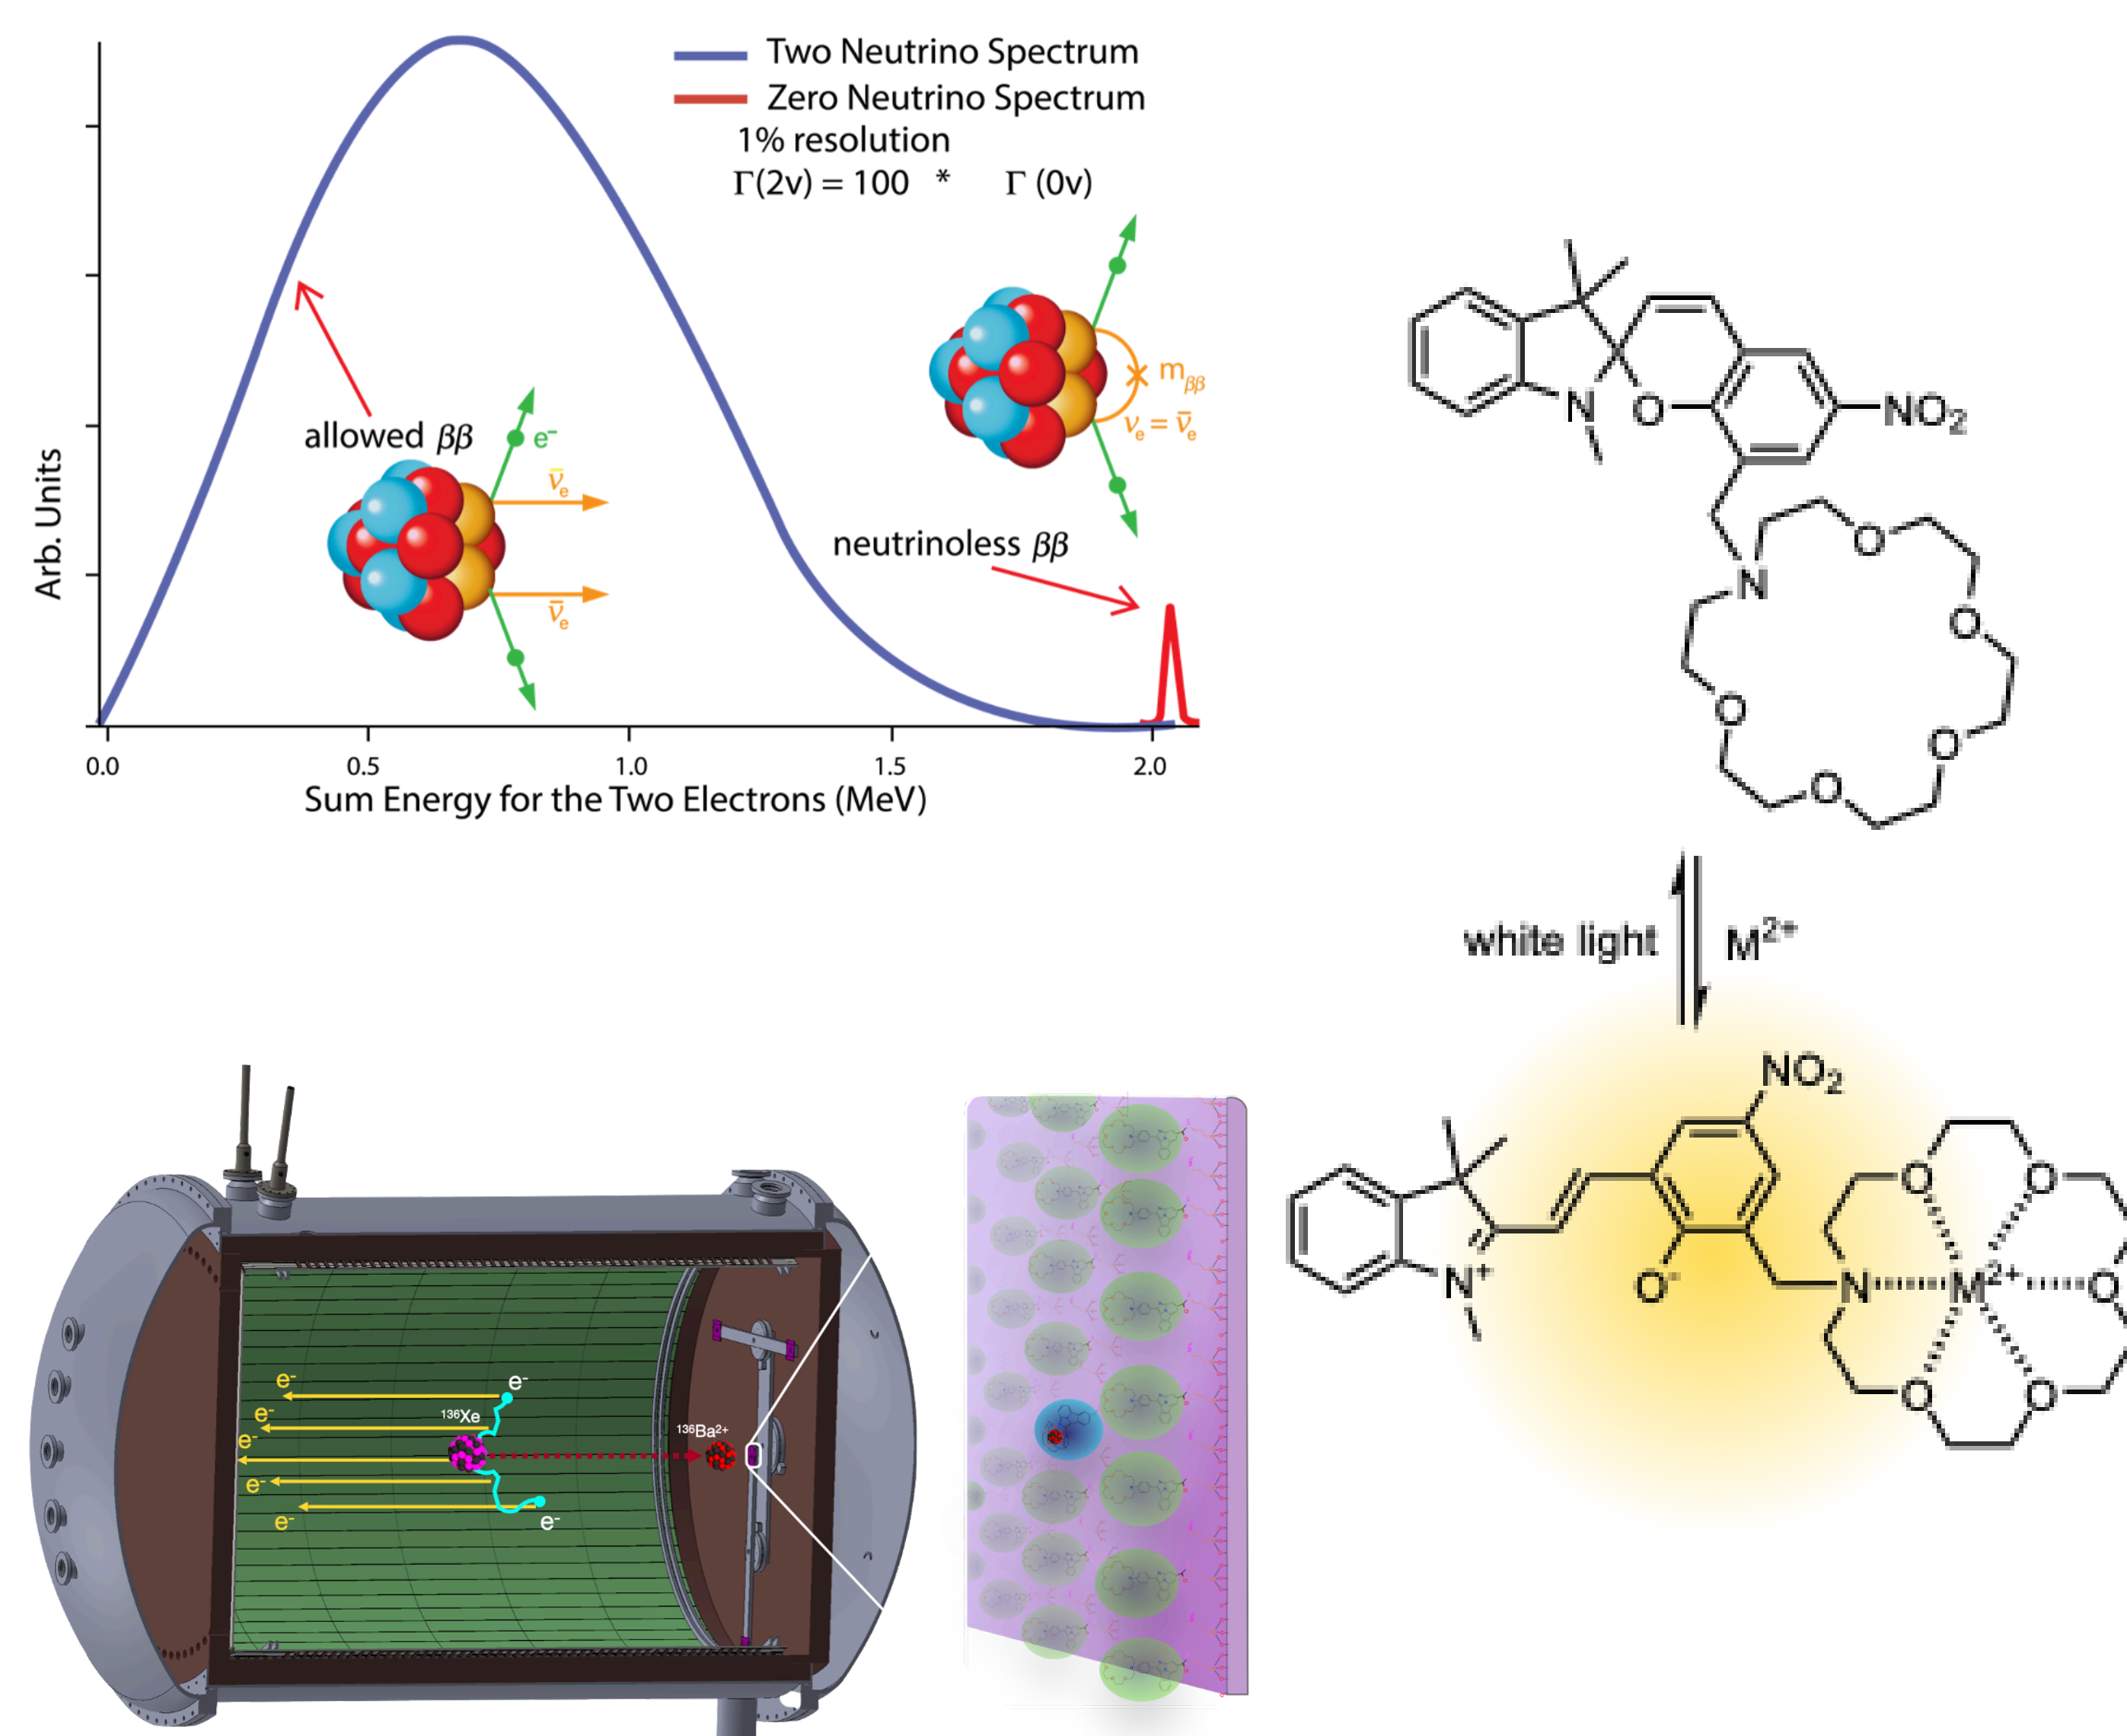 Two Neutrino Spectrum
Zero Neutrino Spectrum
1% resolution
Γ(2ν) = 100 * Γ (0ν)
Arb. Units
allowed ββ
e⁻
ν̄e
ν̄e
mββ
νe = ν̄e
neutrinoless ββ
0.0 0.5 1.0 1.5 2.0
Sum Energy for the Two Electrons (MeV)
N
O
NO₂
N
O
O
O
O
O
white light
M²⁺
NO₂
N⁺
O⁻
N
M²⁺
O
O
O
O
O
e⁻
e⁻
e⁻
e⁻
e⁻
e⁻
e⁻
¹³⁶Xe
¹³⁶Ba²⁺